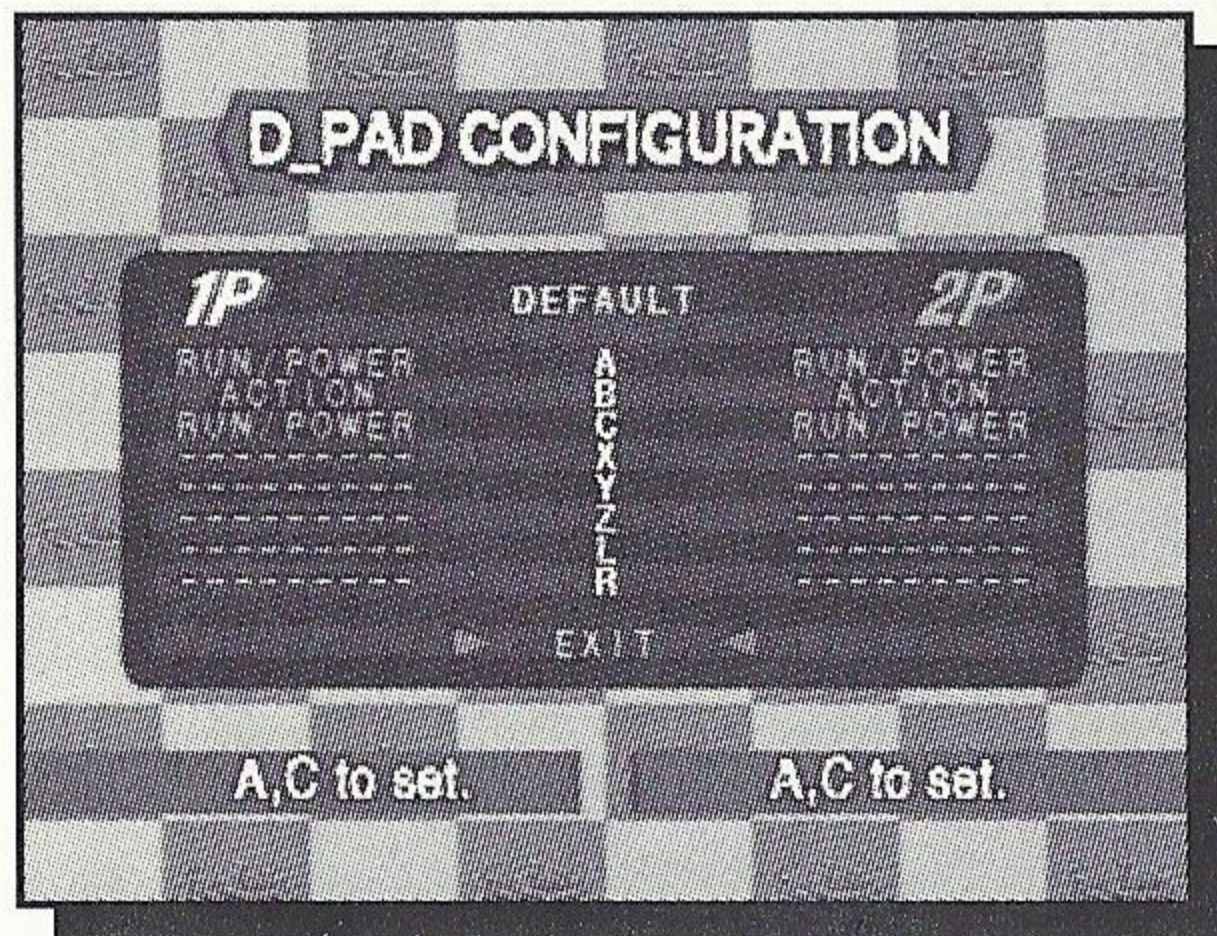 D_PAD CONFIGURATION
1P DEFAULT 2P
RUN/POWER A RUN/POWER
ACTION B ACTION
RUN/POWER C RUN/POWER
--------- X ---------
--------- Y ---------
--------- Z ---------
--------- L ---------
--------- R ---------
EXIT
A,C to set. A,C to set.